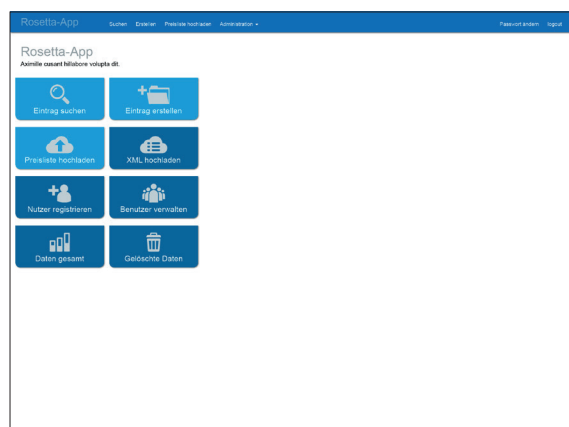 Rosetta-App Suchen Erstellen Preisliste hochladen Administration Passwort ändern logout
Rosetta-App
Aximille cusant hillabore volupta dit.
Eintrag suchen Eintrag erstellen
Preisliste hochladen XML hochladen
Nutzer registrieren Benutzer verwalten
Daten gesamt Gelöschte Daten